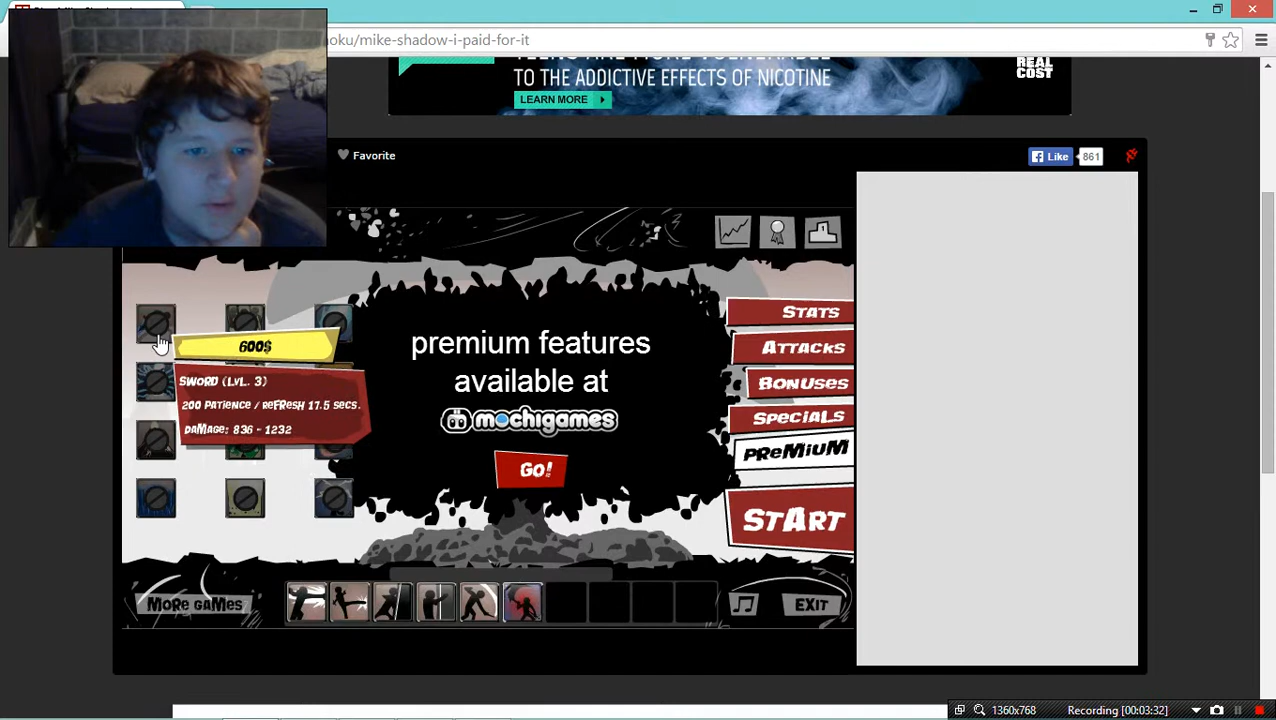 oku/mike-shadow-i-paid-for-it
TO THE ADDICTIVE EFFECTS OF NICOTINE
REAL
COST
LEARN MORE
Favorite
Like
861
600$
SWORD (LVL. 3)
200 PATIENCE / REFRESH 17.5 SECS.
DAMAGE: 836 - 1232
premium features
available at
mochigames
GO!
STATS
ATTACKS
BONUSES
SPECIALS
PREMIUM
START
MORE GAMES
EXIT
1360x768
Recording [00:03:32]